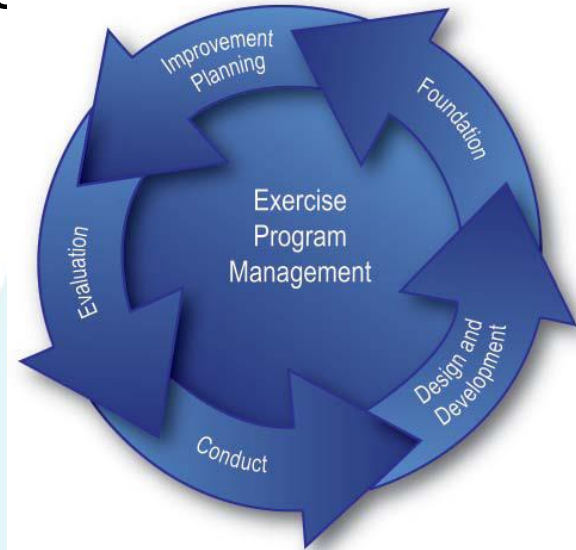 Improvement
Planning
Foundation
Exercise
Program
Management
Evaluation
Design and
Development
Conduct